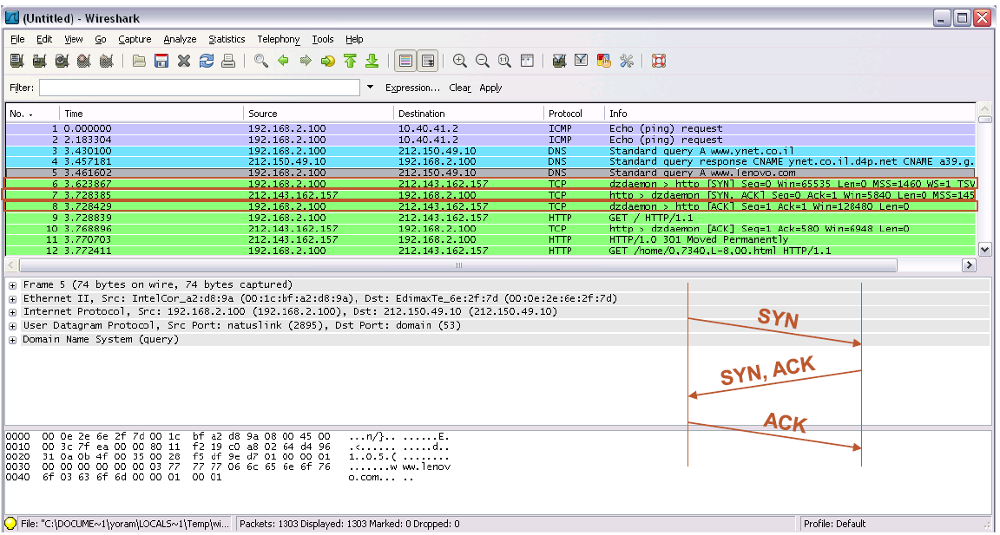 (Untitled) - Wireshark
File Edit View Go Capture Analyze Statistics Telephony Tools Help
Filter: Expression... Clear Apply
No. Time Source Destination Protocol Info
1 0.000000 192.168.2.100 10.40.41.2 ICMP Echo (ping) request
2 2.183304 192.168.2.100 10.40.41.2 ICMP Echo (ping) request
3 3.430100 192.168.2.100 212.150.49.10 DNS Standard query A www.ynet.co.il
4 3.457181 212.150.49.10 192.168.2.100 DNS Standard query response CNAME ynet.co.il.d4p.net CNAME a39.g.
5 3.461602 192.168.2.100 212.150.49.10 DNS Standard query A www.lenovo.com
6 3.623867 192.168.2.100 212.143.162.157 TCP dzdaemon > http [SYN] Seq=0 Win=65535 Len=0 MSS=1460 WS=1 TSV
7 3.728385 212.143.162.157 192.168.2.100 TCP http > dzdaemon [SYN, ACK] Seq=0 Ack=1 Win=5840 Len=0 MSS=145
8 3.728429 192.168.2.100 212.143.162.157 TCP dzdaemon > http [ACK] Seq=1 Ack=1 Win=128480 Len=0
9 3.728839 192.168.2.100 212.143.162.157 HTTP GET / HTTP/1.1
10 3.768896 212.143.162.157 192.168.2.100 TCP http > dzdaemon [ACK] Seq=1 Ack=580 Win=6948 Len=0
11 3.770703 212.143.162.157 192.168.2.100 HTTP HTTP/1.0 301 Moved Permanently
12 3.772411 192.168.2.100 212.143.162.157 HTTP GET /home/0,7340,L-8,00.html HTTP/1.1
Frame 5 (74 bytes on wire, 74 bytes captured)
Ethernet II, Src: IntelCor_a2:d8:9a (00:1c:bf:a2:d8:9a), Dst: EdimaxTe_6e:2f:7d (00:0e:2e:6e:2f:7d)
Internet Protocol, Src: 192.168.2.100 (192.168.2.100), Dst: 212.150.49.10 (212.150.49.10)
User Datagram Protocol, Src Port: natuslink (2895), Dst Port: domain (53)
Domain Name System (query)
SYN
SYN, ACK
ACK
0000 00 0e 2e 6e 2f 7d 00 1c bf a2 d8 9a 08 00 45 00 ...n/}.. ......E.
0010 00 3c 7f ea 00 00 80 11 f2 19 c0 a8 02 64 d4 96 .<...... .....d..
0020 31 0a 0b 4f 00 35 00 28 f5 df 9e d7 01 00 00 01 1..O.5.( ........
0030 00 00 00 00 00 00 03 77 77 77 06 6c 65 6e 6f 76 .......w ww.lenov
0040 6f 03 63 6f 6d 00 00 01 00 01 o.com... ..
File: "C:\DOCUME~1\yoram\LOCALS~1\Temp\wi... Packets: 1303 Displayed: 1303 Marked: 0 Dropped: 0 Profile: Default